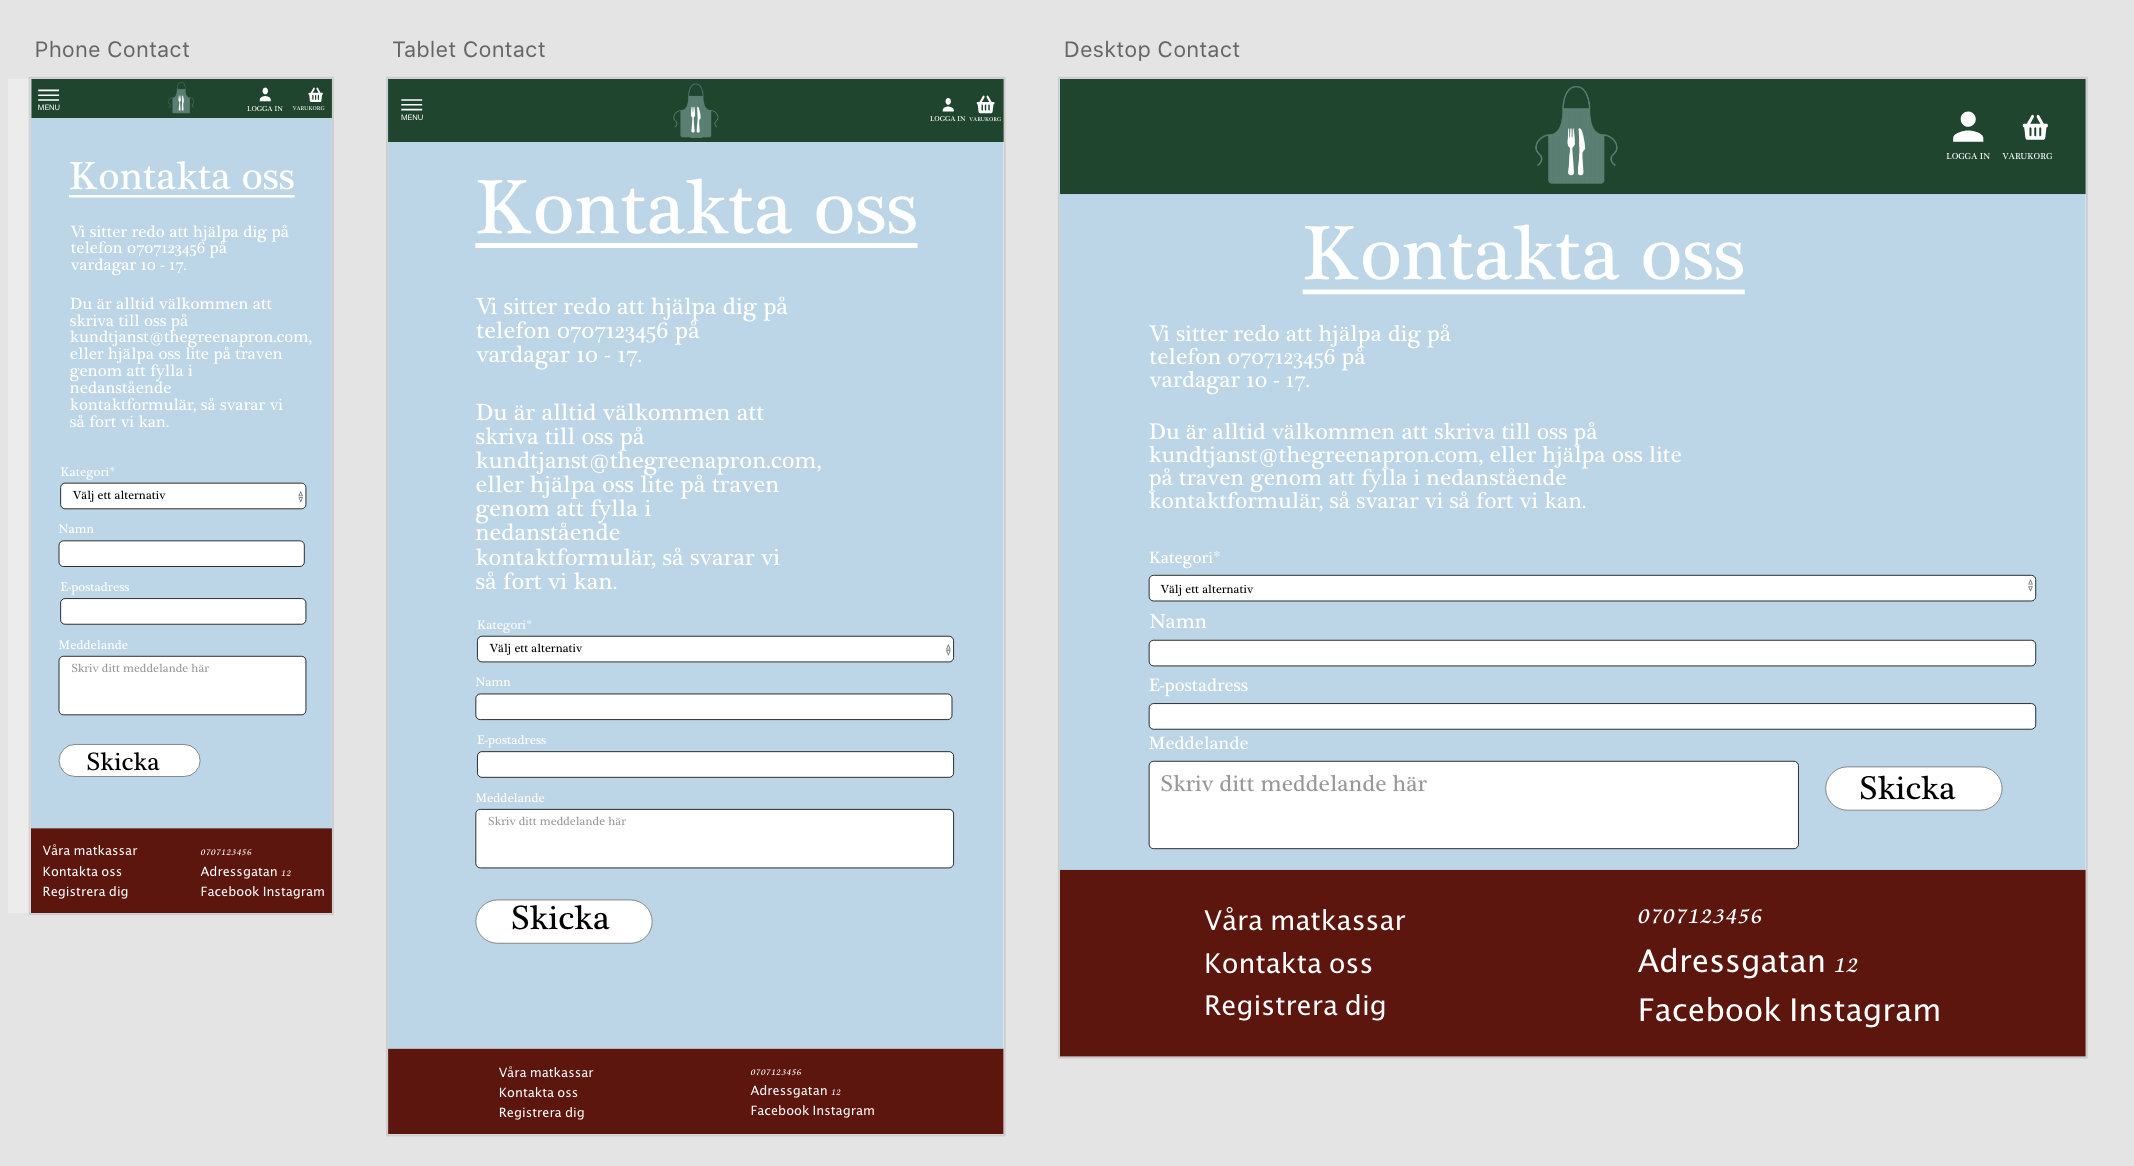 Phone Contact
MENU
LOGGA IN
VARUKORG
Kontakta oss
Vi sitter redo att hjälpa dig på
telefon 0707123456 på
vardagar 10 - 17.
Du är alltid välkommen att
skriva till oss på
kundtjanst@thegreenapron.com,
eller hjälpa oss lite på traven
genom att fylla i
nedanstående
kontaktformulär, så svarar vi
så fort vi kan.
Kategori*
Välj ett alternativ
Namn
E-postadress
Meddelande
Skriv ditt meddelande här
Skicka
Våra matkassar
Kontakta oss
Registrera dig
0707123456
Adressgatan 12
Facebook Instagram
Tablet Contact
MENU
LOGGA IN
VARUKORG
Kontakta oss
Vi sitter redo att hjälpa dig på
telefon 0707123456 på
vardagar 10 - 17.
Du är alltid välkommen att
skriva till oss på
kundtjanst@thegreenapron.com,
eller hjälpa oss lite på traven
genom att fylla i
nedanstående
kontaktformulär, så svarar vi
så fort vi kan.
Kategori*
Välj ett alternativ
Namn
E-postadress
Meddelande
Skriv ditt meddelande här
Skicka
Våra matkassar
Kontakta oss
Registrera dig
0707123456
Adressgatan 12
Facebook Instagram
Desktop Contact
LOGGA IN
VARUKORG
Kontakta oss
Vi sitter redo att hjälpa dig på
telefon 0707123456 på
vardagar 10 - 17.
Du är alltid välkommen att skriva till oss på
kundtjanst@thegreenapron.com, eller hjälpa oss lite
på traven genom att fylla i nedanstående
kontaktformulär, så svarar vi så fort vi kan.
Kategori*
Välj ett alternativ
Namn
E-postadress
Meddelande
Skriv ditt meddelande här
Skicka
Våra matkassar
Kontakta oss
Registrera dig
0707123456
Adressgatan 12
Facebook Instagram